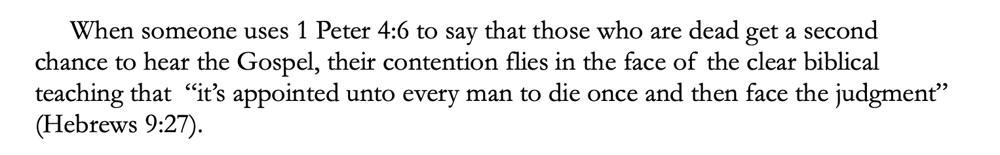 When someone uses 1 Peter 4:6 to say that those who are dead get a second
chance to hear the Gospel, their contention flies in the face of the clear biblical
teaching that “it’s appointed unto every man to die once and then face the judgment”
(Hebrews 9:27).